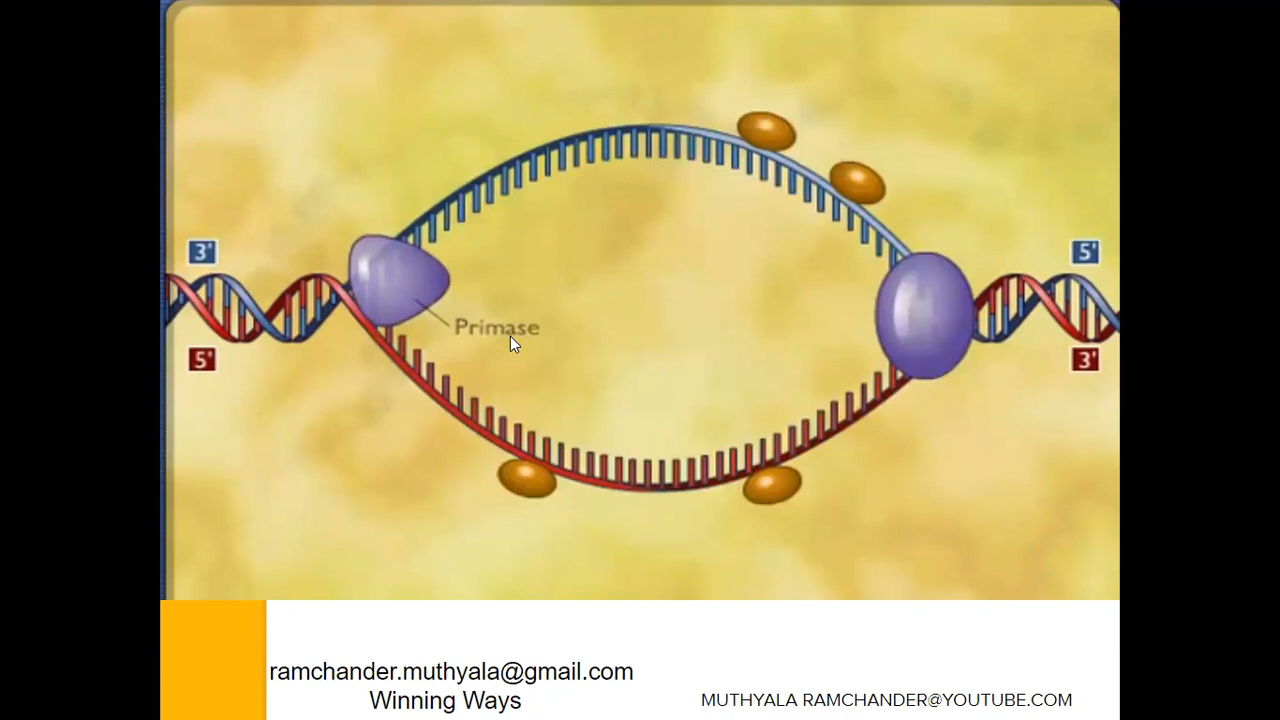 3'
5'
Primase
5'
3'
ramchander.muthyala@gmail.com
Winning Ways
MUTHYALA RAMCHANDER@YOUTUBE.COM